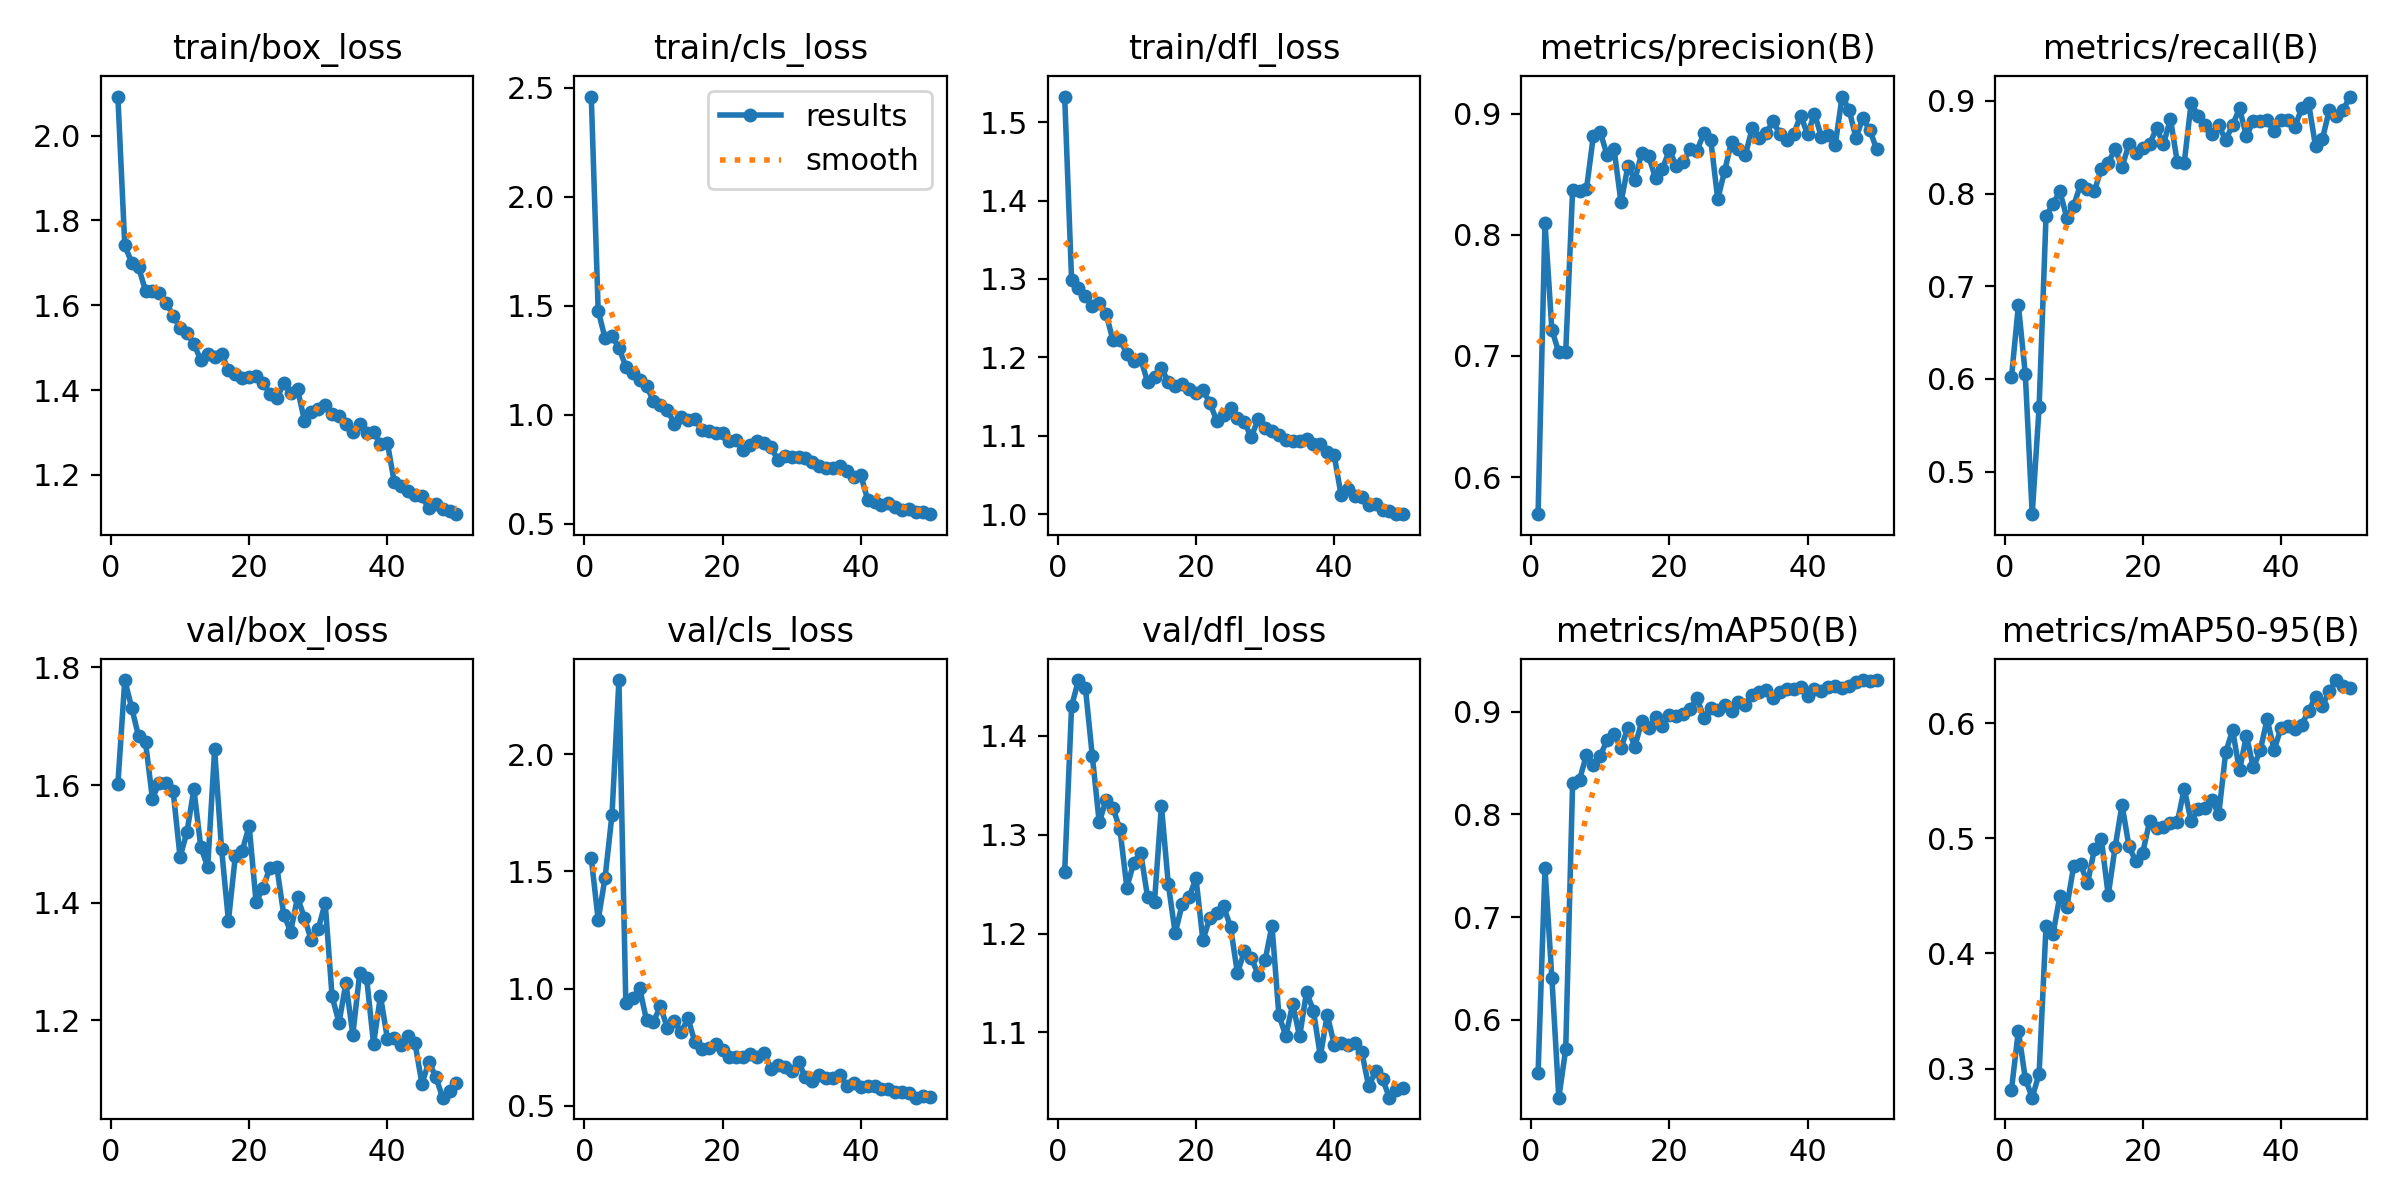 train/box_loss
2.0
1.8
1.6
1.4
1.2
0 20 40
train/cls_loss
results
smooth
2.5
2.0
1.5
1.0
0.5
0 20 40
train/dfl_loss
1.5
1.4
1.3
1.2
1.1
1.0
0 20 40
metrics/precision(B)
0.9
0.8
0.7
0.6
0 20 40
metrics/recall(B)
0.9
0.8
0.7
0.6
0.5
0 20 40
val/box_loss
1.8
1.6
1.4
1.2
0 20 40
val/cls_loss
2.0
1.5
1.0
0.5
0 20 40
val/dfl_loss
1.4
1.3
1.2
1.1
0 20 40
metrics/mAP50(B)
0.9
0.8
0.7
0.6
0 20 40
metrics/mAP50-95(B)
0.6
0.5
0.4
0.3
0 20 40